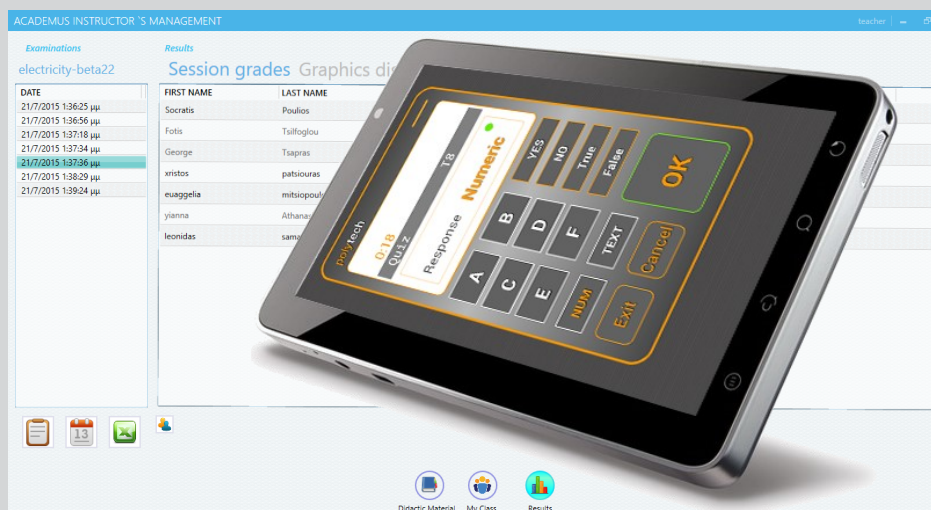 ACADEMUS INSTRUCTOR `S MANAGEMENT
teacher
Examinations
electricity-beta22
Results
Session grades Graphics
DATE
21/7/2015 1:36:25 μμ
21/7/2015 1:36:56 μμ
21/7/2015 1:37:18 μμ
21/7/2015 1:37:34 μμ
21/7/2015 1:37:36 μμ
21/7/2015 1:38:29 μμ
21/7/2015 1:39:24 μμ
FIRST NAME LAST NAME
Socratis Poulios
Fotis Tsilfoglou
George Tsapras
xristos patsiouras
euaggelia
yianna
leonidas
13
polytech
0:18
Quiz T8
Response Numeric
YES
NO
True
False
A B
C D
E F
NUM TEXT
OK
Exit Cancel
Didactic Material My Class Results